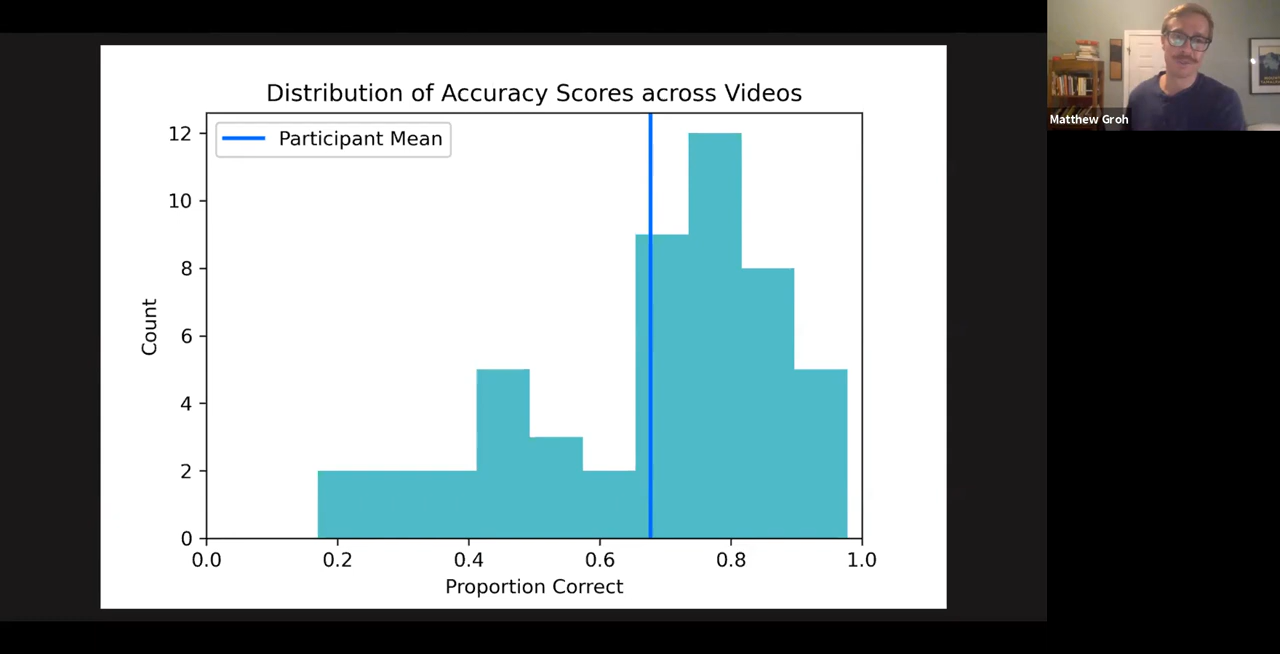 Distribution of Accuracy Scores across Videos
Participant Mean
12
10
8
6
4
2
0
Count
0.0 0.2 0.4 0.6 0.8 1.0
Proportion Correct
Matthew Groh